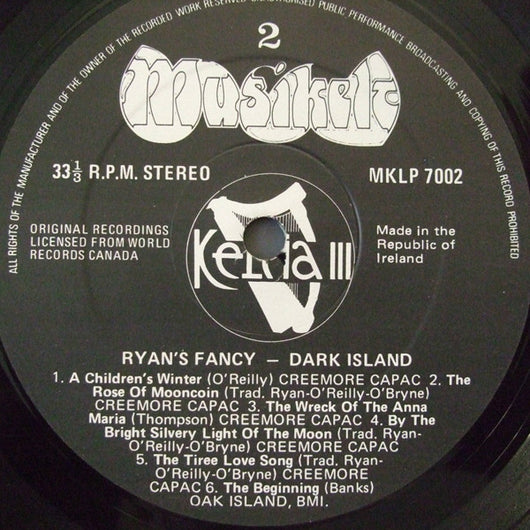 ALL RIGHTS OF THE MANUFACTURER AND OF THE OWNER OF THE RECORDED WORK RESERVED UNAUTHORISED PUBLIC PERFORMANCE BROADCASTING AND COPYING OF THIS RECORD PROHIBITED
2
Musikelt
33 1/3 R.P.M. STEREO
MKLP 7002
ORIGINAL RECORDINGS
LICENSED FROM WORLD
RECORDS CANADA
Keltia III
Made in the
Republic of
Ireland
RYAN'S FANCY – DARK ISLAND
1. A Children's Winter (O'Reilly) CREEMORE CAPAC 2. The
Rose Of Mooncoin (Trad. Ryan-O'Reilly-O'Bryne)
CREEMORE CAPAC 3. The Wreck Of The Anna
Maria (Thompson) CREEMORE CAPAC 4. By The
Bright Silvery Light Of The Moon (Trad. Ryan-
O'Reilly-O'Bryne) CREEMORE CAPAC
5. The Tiree Love Song (Trad. Ryan-
O'Reilly-O'Bryne) CREEMORE
CAPAC 6. The Beginning (Banks)
OAK ISLAND, BMI.